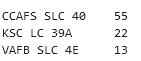 CCAFS SLC 40    55
KSC LC 39A      22
VAFB SLC 4E     13